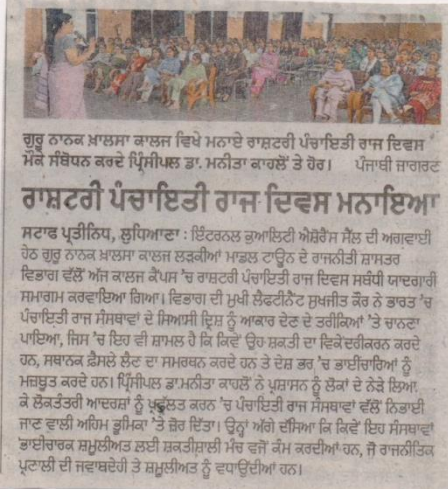 ਗੁਰੂ ਨਾਨਕ ਖ਼ਾਲਸਾ ਕਾਲਜ ਵਿਖੇ ਮਨਾਏ ਰਾਸ਼ਟਰੀ ਪੰਚਾਇਤੀ ਰਾਜ ਦਿਵਸ
ਮੌਕੇ ਸੰਬੋਧਨ ਕਰਦੇ ਪ੍ਰਿੰਸੀਪਲ ਡਾ. ਮਨੀਤਾ ਕਾਹਲੋਂ ਤੇ ਹੋਰ। ਪੰਜਾਬੀ ਜਾਗਰਣ
ਰਾਸ਼ਟਰੀ ਪੰਚਾਇਤੀ ਰਾਜ ਦਿਵਸ ਮਨਾਇਆ
ਸਟਾਫ ਪ੍ਰਤੀਨਿਧ, ਲੁਧਿਆਣਾ : ਇੰਟਰਨਲ ਕੁਆਲਿਟੀ ਐਸ਼ੋਰੈਂਸ ਸੈੱਲ ਦੀ ਅਗਵਾਈ
ਹੇਠ ਗੁਰੂ ਨਾਨਕ ਖ਼ਾਲਸਾ ਕਾਲਜ ਲੜਕੀਆਂ ਮਾਡਲ ਟਾਊਨ ਦੇ ਰਾਜਨੀਤੀ ਸ਼ਾਸਤਰ
ਵਿਭਾਗ ਵੱਲੋਂ ਅੱਜ ਕਾਲਜ ਕੈਂਪਸ 'ਚ ਰਾਸ਼ਟਰੀ ਪੰਚਾਇਤੀ ਰਾਜ ਦਿਵਸ ਸਬੰਧੀ ਯਾਦਗਾਰੀ
ਸਮਾਗਮ ਕਰਵਾਇਆ ਗਿਆ। ਵਿਭਾਗ ਦੀ ਮੁਖੀ ਲੈਫਟੀਨੈਂਟ ਸੁਖਜੀਤ ਕੌਰ ਨੇ ਭਾਰਤ 'ਚ
ਪੰਚਾਇਤੀ ਰਾਜ ਸੰਸਥਾਵਾਂ ਦੇ ਸਿਆਸੀ ਦ੍ਰਿਸ਼ ਨੂੰ ਆਕਾਰ ਦੇਣ ਦੇ ਤਰੀਕਿਆਂ 'ਤੇ ਚਾਨਣਾ
ਪਾਇਆ, ਜਿਸ 'ਚ ਇਹ ਵੀ ਸ਼ਾਮਲ ਹੈ ਕਿ ਕਿਵੇਂ ਉਹ ਸ਼ਕਤੀ ਦਾ ਵਿਕੇਂਦਰੀਕਰਨ ਕਰਦੇ
ਹਨ, ਸਥਾਨਕ ਫ਼ੈਸਲੇ ਲੈਣ ਦਾ ਸਮਰਥਨ ਕਰਦੇ ਹਨ ਤੇ ਦੇਸ਼ ਭਰ 'ਚ ਭਾਈਚਾਰਿਆਂ ਨੂੰ
ਮਜ਼ਬੂਤ ਕਰਦੇ ਹਨ। ਪ੍ਰਿੰਸੀਪਲ ਡਾ.ਮਨੀਤਾ ਕਾਹਲੋਂ ਨੇ ਪ੍ਰਸ਼ਾਸਨ ਨੂੰ ਲੋਕਾਂ ਦੇ ਨੇੜੇ ਲਿਆ
ਕੇ ਲੋਕਤੰਤਰੀ ਆਦਰਸ਼ਾਂ ਨੂੰ ਪ੍ਰਫੁੱਲਤ ਕਰਨ 'ਚ ਪੰਚਾਇਤੀ ਰਾਜ ਸੰਸਥਾਵਾਂ ਵੱਲੋਂ ਨਿਭਾਈ
ਜਾਣ ਵਾਲੀ ਅਹਿਮ ਭੂਮਿਕਾ 'ਤੇ ਜ਼ੋਰ ਦਿੱਤਾ। ਉਨ੍ਹਾਂ ਅੱਗੇ ਦੱਸਿਆ ਕਿ ਕਿਵੇਂ ਇਹ ਸੰਸਥਾਵਾਂ
ਭਾਈਚਾਰਕ ਸ਼ਮੂਲੀਅਤ ਲਈ ਸ਼ਕਤੀਸ਼ਾਲੀ ਮੰਚ ਵਜੋਂ ਕੰਮ ਕਰਦੀਆਂ ਹਨ, ਜੋ ਰਾਜਨੀਤਿਕ
ਪ੍ਰਣਾਲੀ ਦੀ ਜਵਾਬਦੇਹੀ ਤੇ ਸ਼ਮੂਲੀਅਤ ਨੂੰ ਵਧਾਉਂਦੀਆਂ ਹਨ।